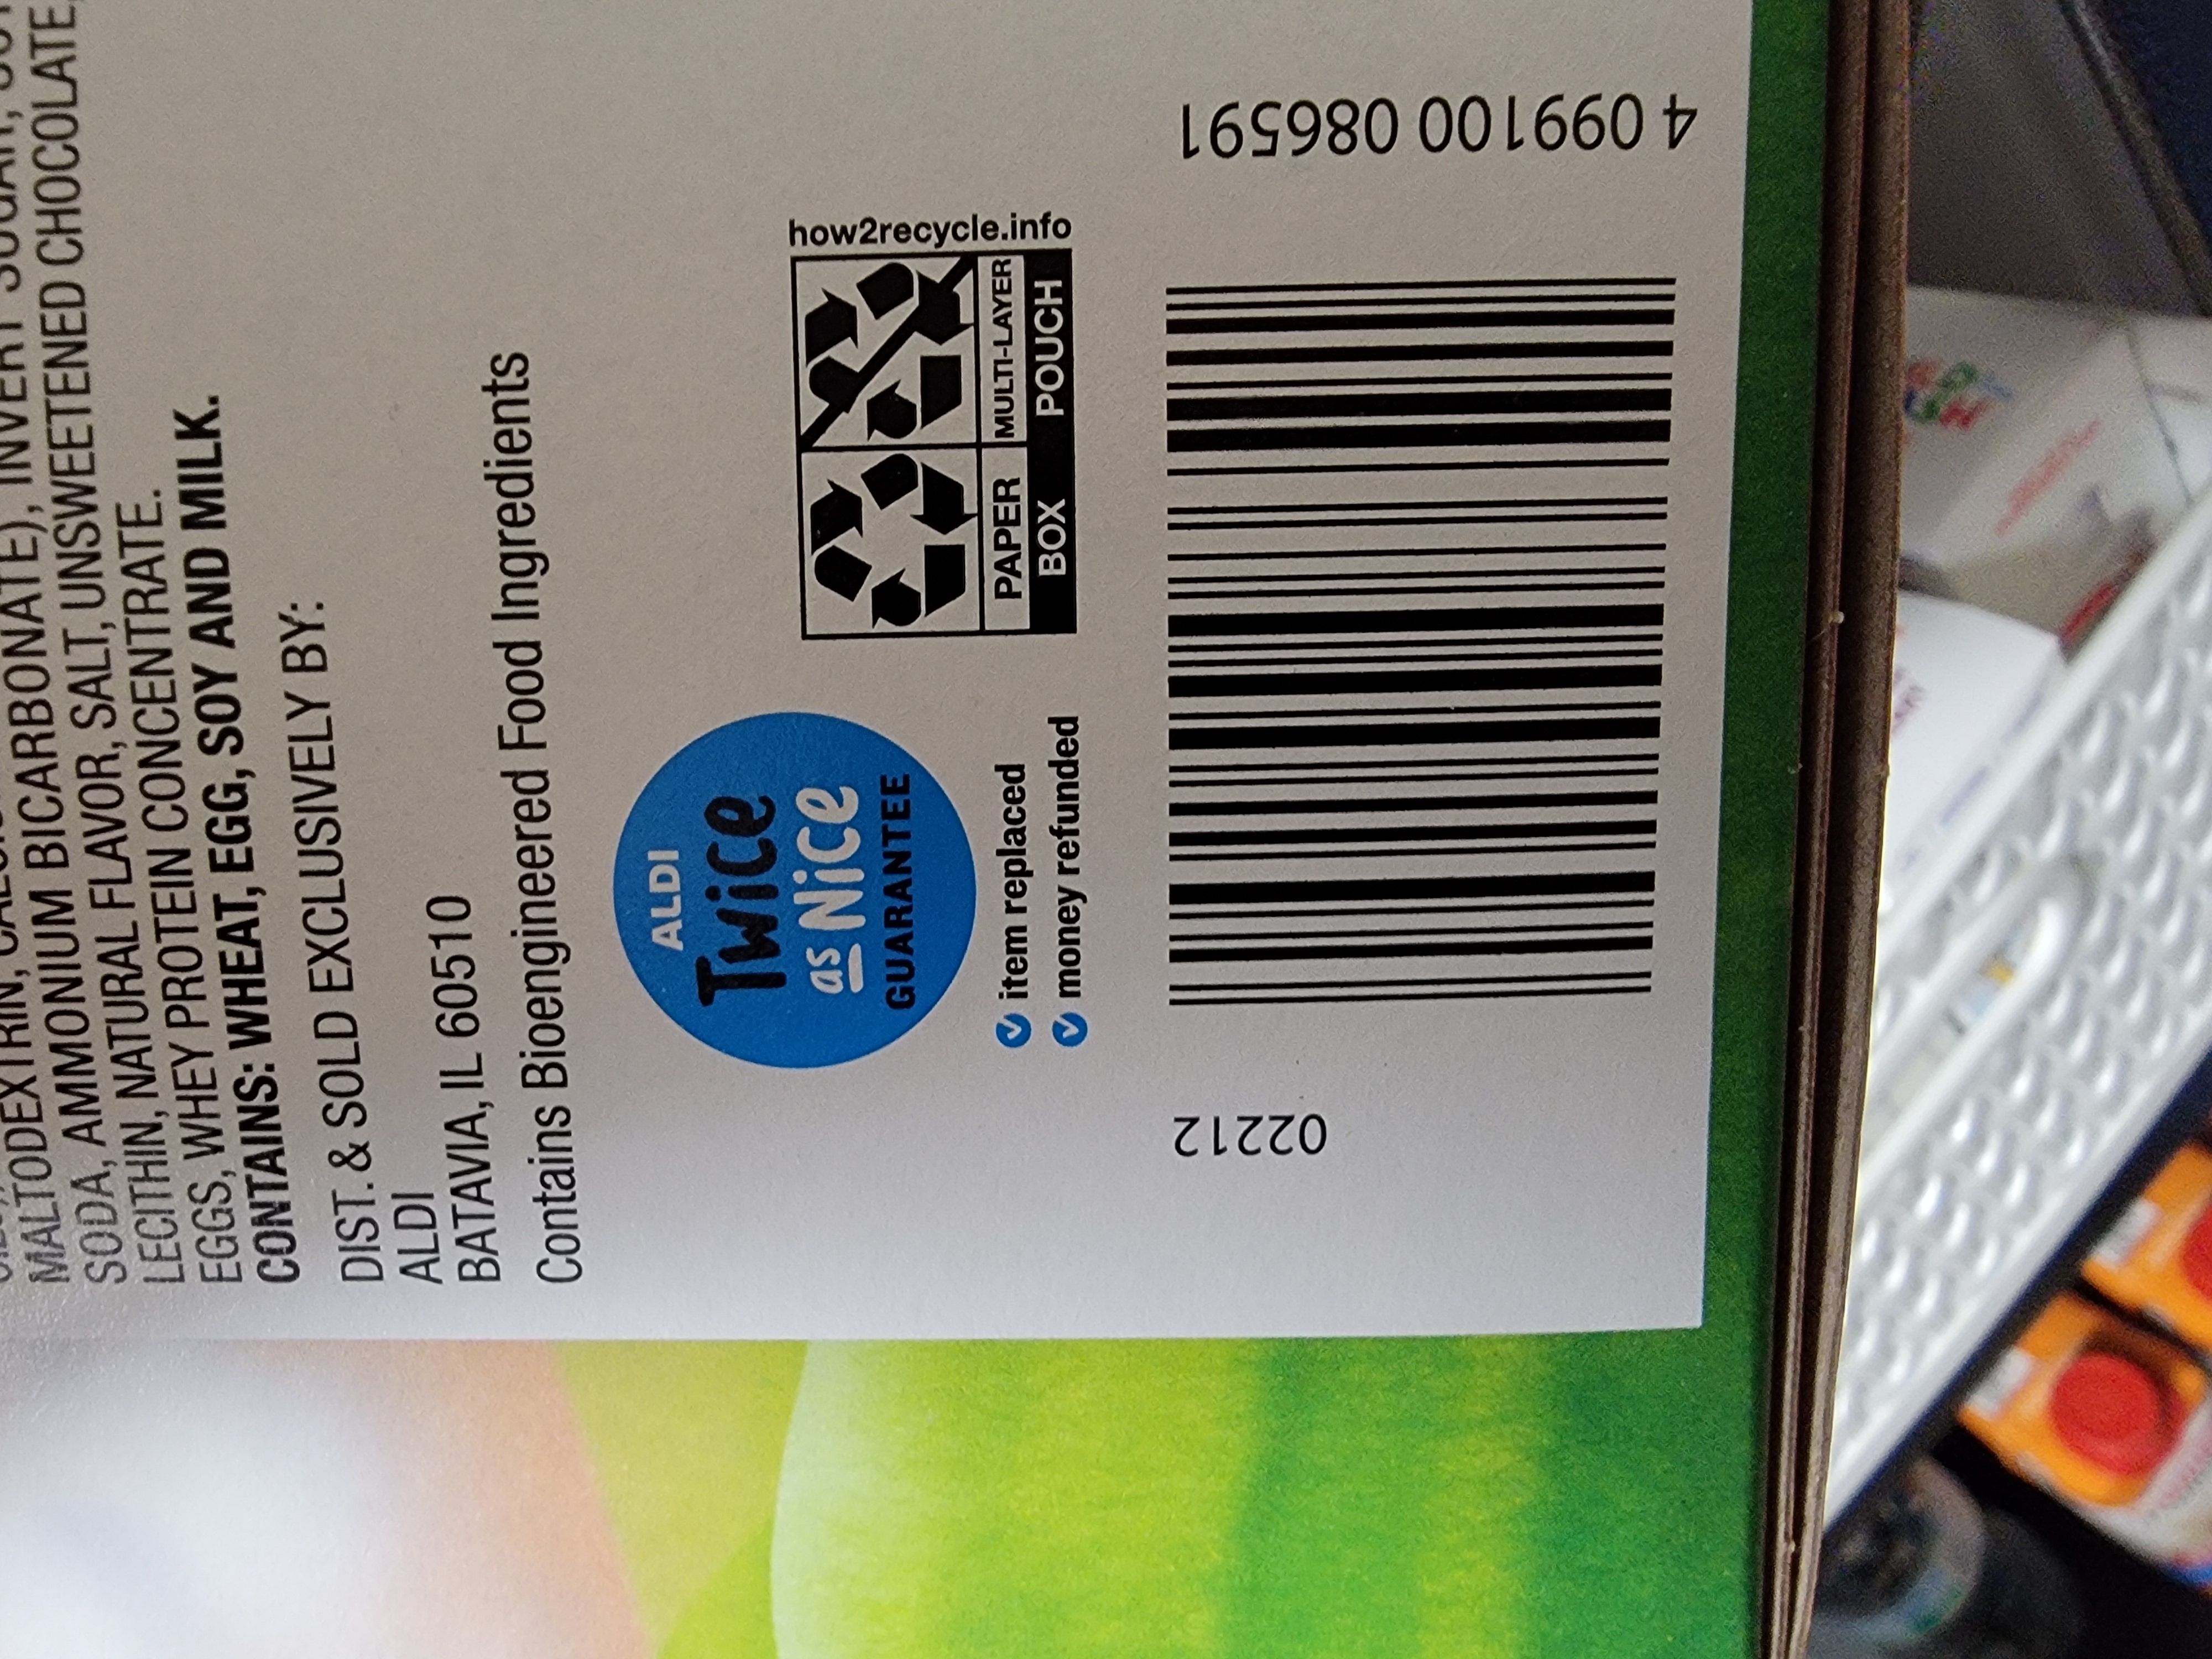 MALTODEXTRIN,
SODA, AMMONIUM BICARBONATE), INVERT SUGAR,
LECITHIN, NATURAL FLAVOR, SALT, UNSWEETENED CHOCOLATE,
EGGS, WHEY PROTEIN CONCENTRATE.
CONTAINS: WHEAT, EGG, SOY AND MILK.
DIST. & SOLD EXCLUSIVELY BY:
ALDI
BATAVIA, IL 60510
Contains Bioengineered Food Ingredients
ALDI
Twice
as Nice
GUARANTEE
item replaced
money refunded
PAPER
BOX
MULTI-LAYER
POUCH
how2recycle.info
02212
4 099100 086591